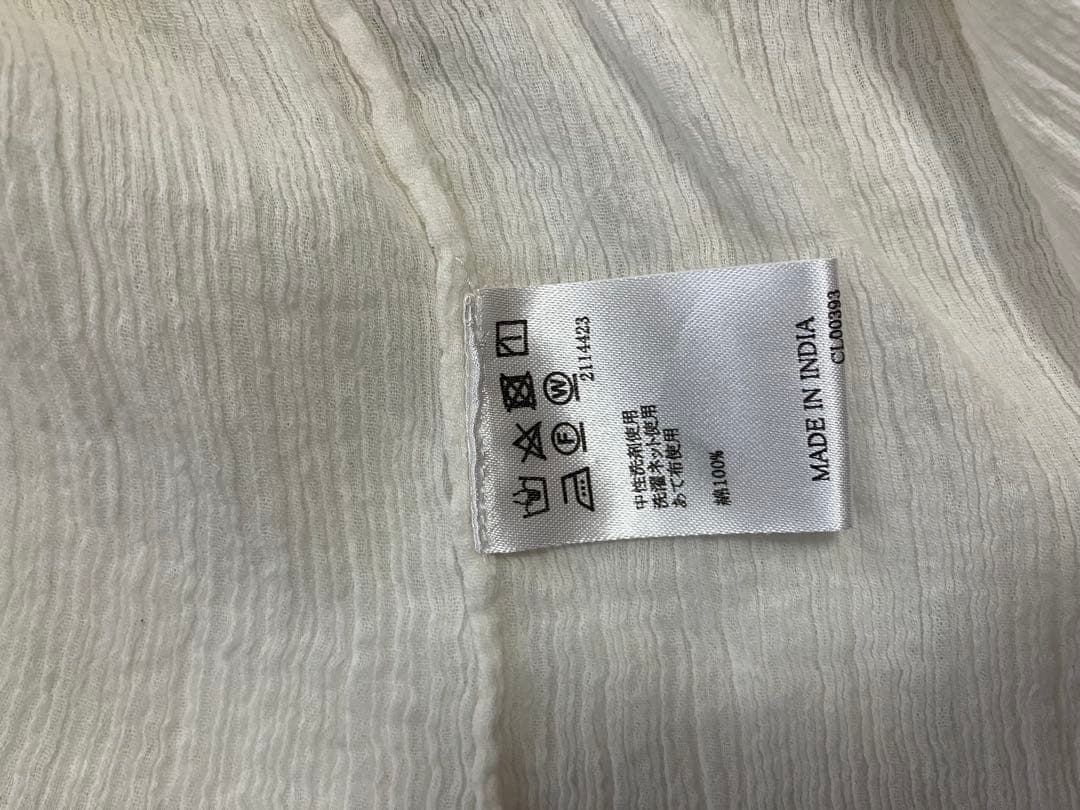 F W
2114423
中性洗剤使用
洗濯ネット使用
あて布使用
綿100%
MADE IN INDIA
CL00393